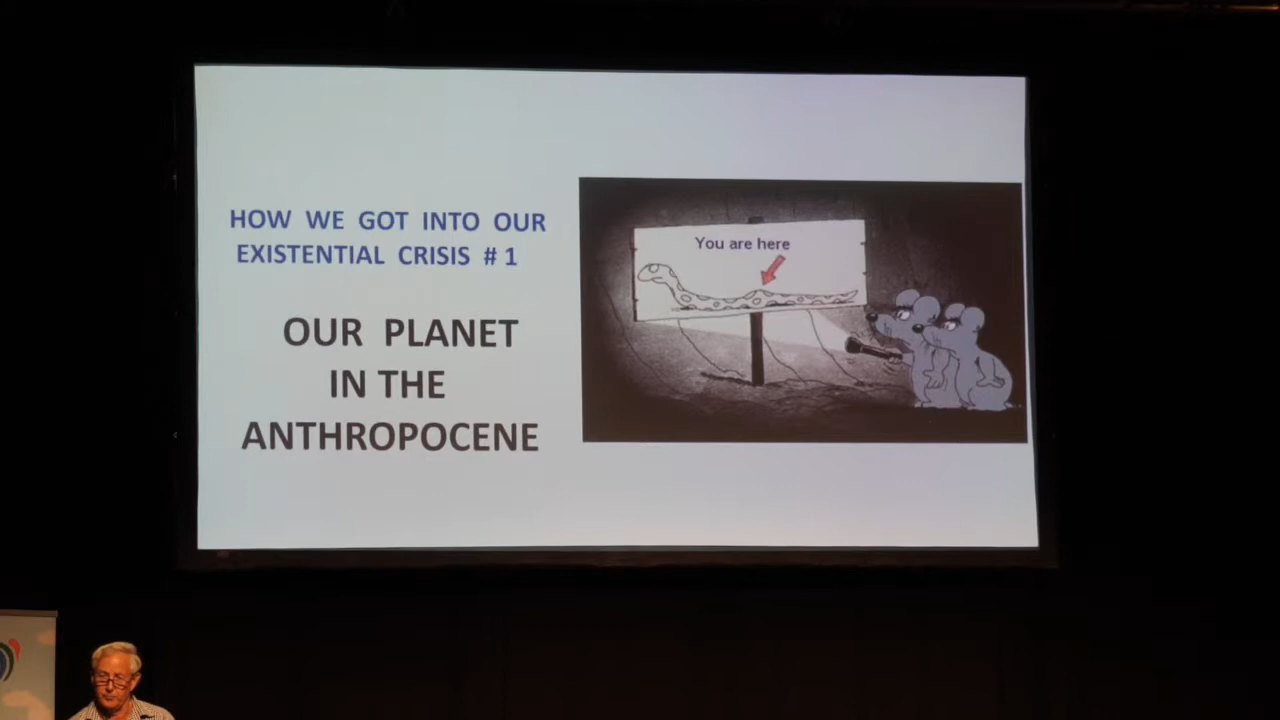 HOW WE GOT INTO OUR
EXISTENTIAL CRISIS # 1
OUR PLANET
IN THE
ANTHROPOCENE
You are here